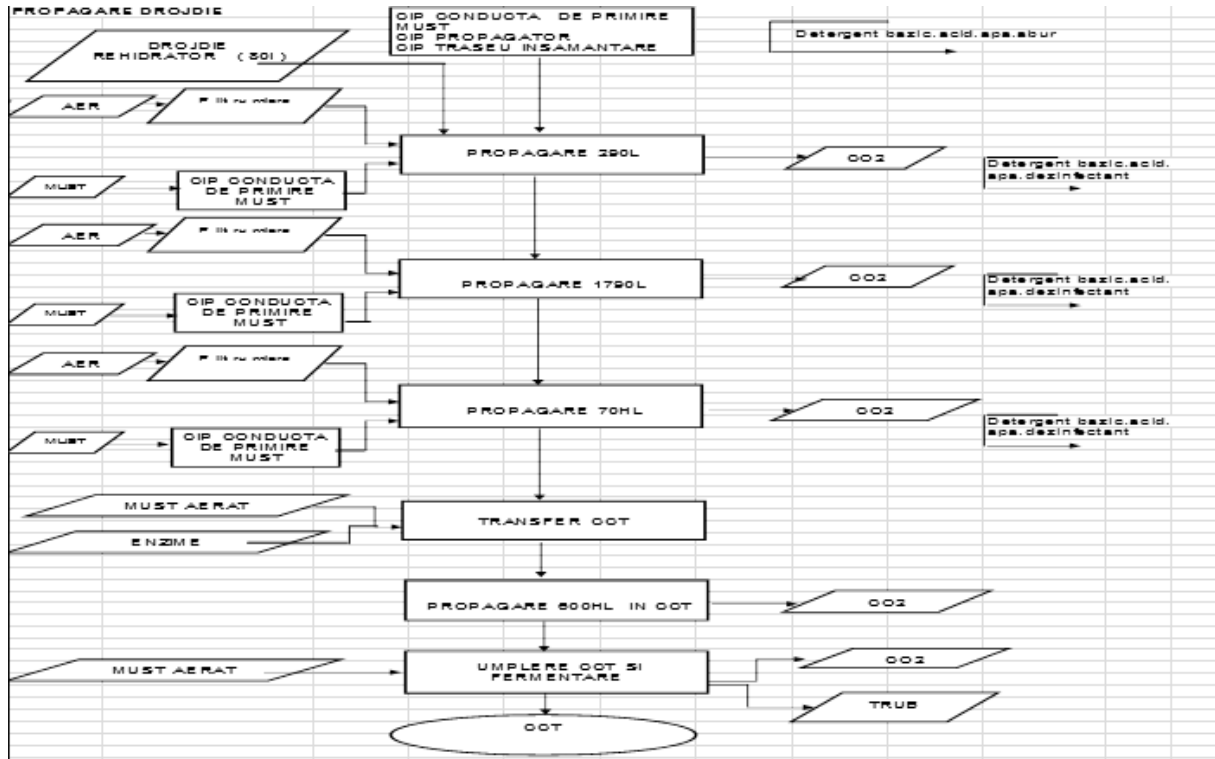 PROPAGARE DROJDIE
CIP CONDUCTA DE PRIMIRE
MUST
CIP PROPAGATOR
CIP TRASEU INSAMANTARE
Detergent bazic.acid.apa.abur
DROJDIE
REHIDRATOR
AER
PROPAGARE 290L
CO2
Detergent bazic.acid.
apa.dezinfectant
MUST
CIP CONDUCTA
DE PRIMIRE
MUST
AER
PROPAGARE 1790L
CO2
Detergent bazic.acid.
apa.dezinfectant
MUST
CIP CONDUCTA
DE PRIMIRE
MUST
AER
PROPAGARE 70HL
CO2
Detergent bazic.acid.
apa.dezinfectant
MUST
CIP CONDUCTA
DE PRIMIRE
MUST
MUST AERAT
TRANSFER CCT
ENZIME
PROPAGARE 600HL IN CCT
CO2
MUST AERAT
UMPLERE CCT SI
FERMENTARE
CO2
TRUB
CCT